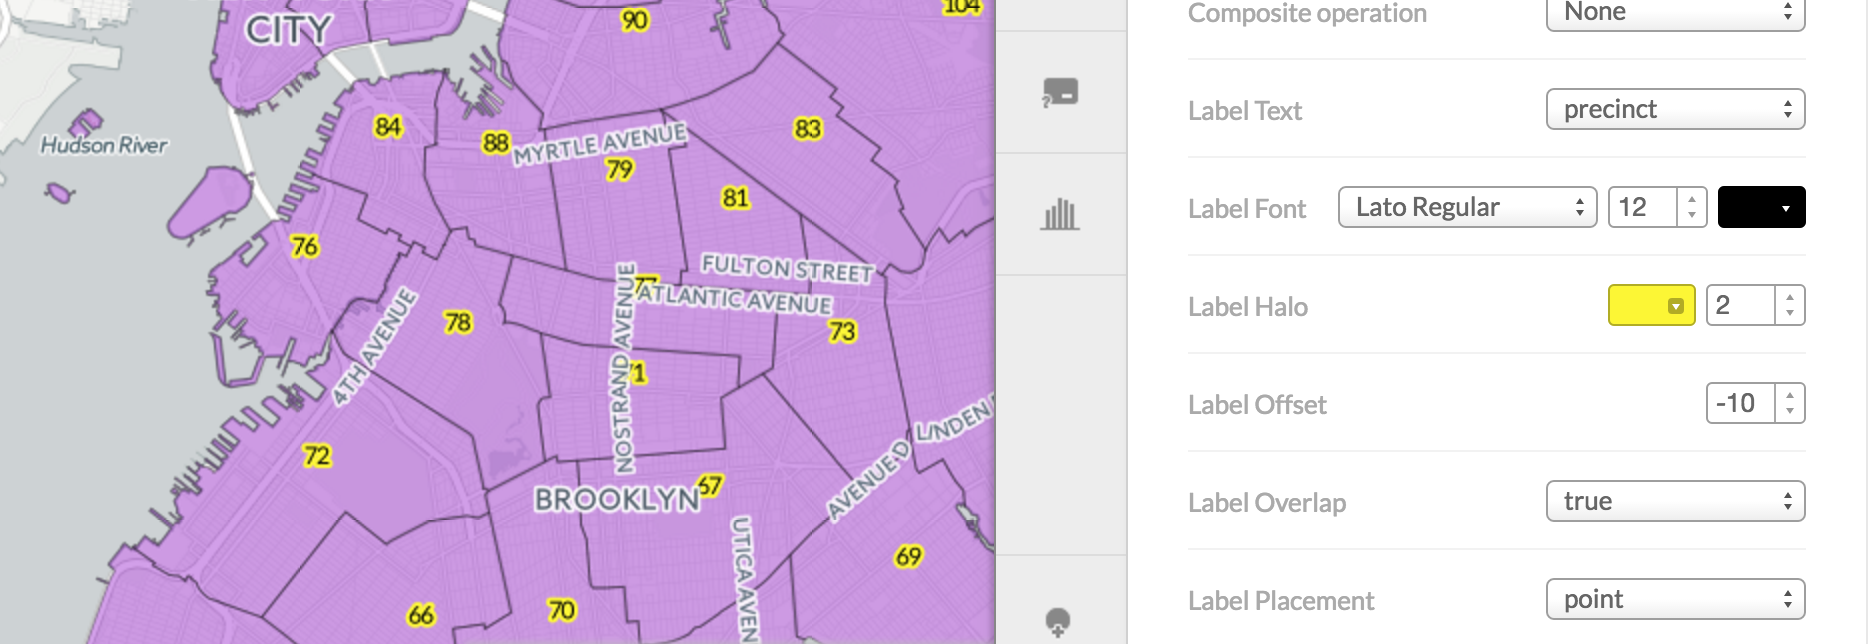 CITY
90
104
Hudson River
84
88
MYRTLE AVENUE
83
79
81
76
FULTON STREET
77
ATLANTIC AVENUE
NOSTRAND AVENUE
4TH AVENUE
78
73
71
72
LINDEN
AVENUE D
BROOKLYN
67
UTICA AVEN
69
66
70
?
Composite operation
None
Label Text
precinct
Label Font
Lato Regular
12
Label Halo
2
Label Offset
-10
Label Overlap
true
Label Placement
point